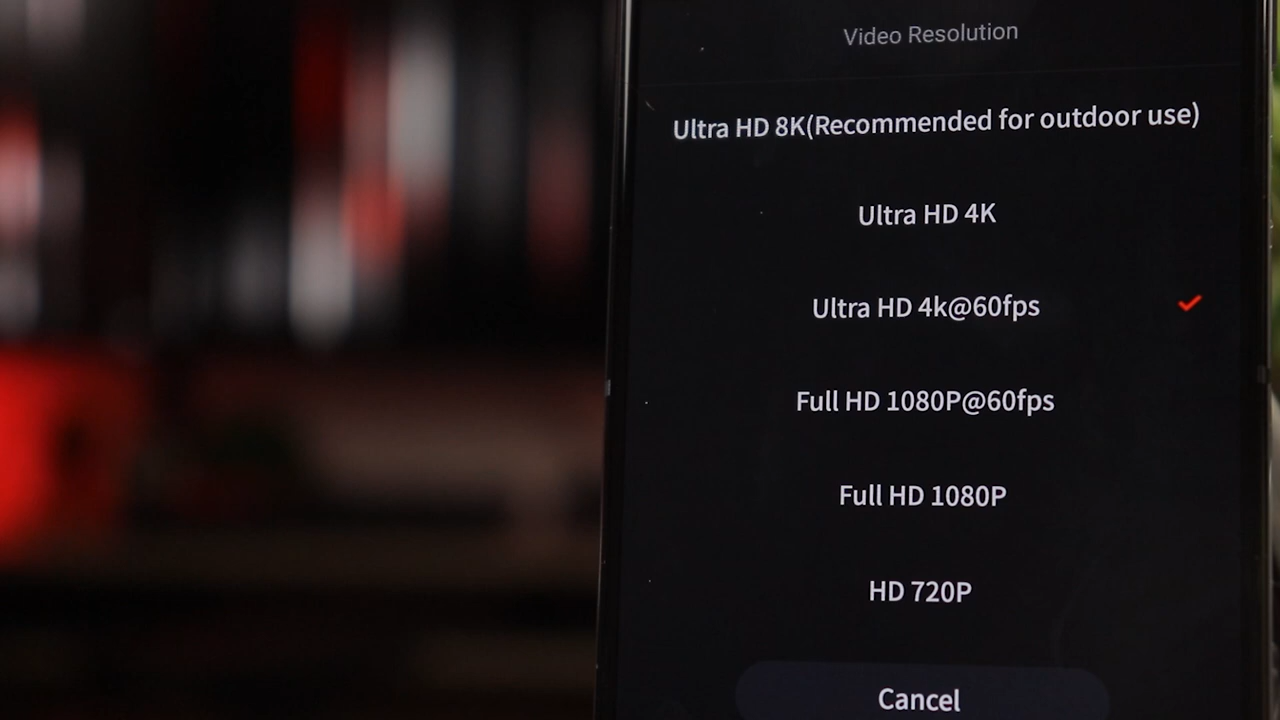 Video Resolution
Ultra HD 8K(Recommended for outdoor use)
Ultra HD 4K
Ultra HD 4k@60fps
Full HD 1080P@60fps
Full HD 1080P
HD 720P
Cancel